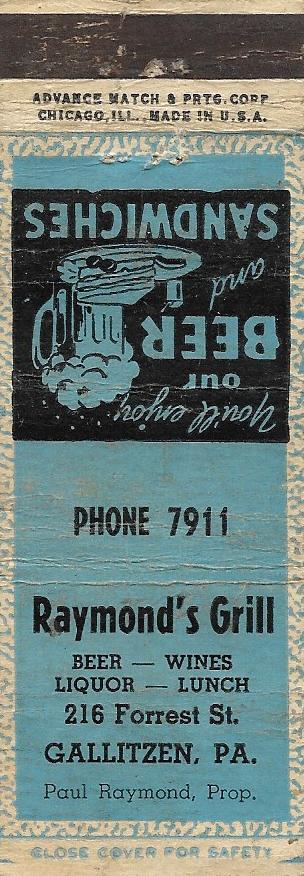 ADVANCE MATCH & PRTG. CORP.
CHICAGO, ILL., MADE IN U.S.A.
You'll enjoy
our
BEER
and
SANDWICHES
PHONE 7911
Raymond's Grill
BEER — WINES
LIQUOR — LUNCH
216 Forrest St.
GALLITZEN, PA.
Paul Raymond, Prop.
CLOSE COVER FOR SAFETY